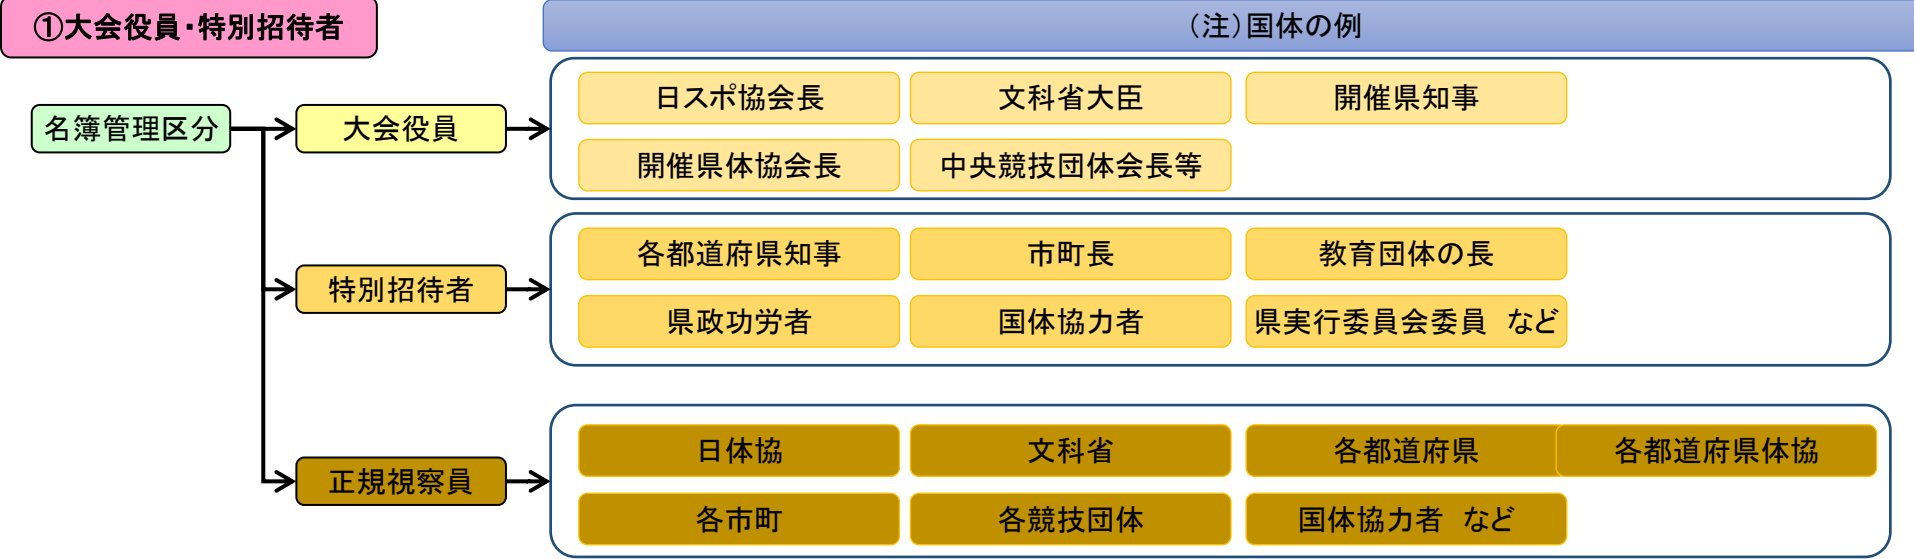 ①大会役員・特別招待者
（注）国体の例
名簿管理区分
大会役員
日スポ協会長
文科省大臣
開催県知事
開催県体協会長
中央競技団体会長等
特別招待者
各都道府県知事
市町長
教育団体の長
県政功労者
国体協力者
県実行委員会委員　など
正規視察員
日体協
文科省
各都道府県
各都道府県体協
各市町
各競技団体
国体協力者　など